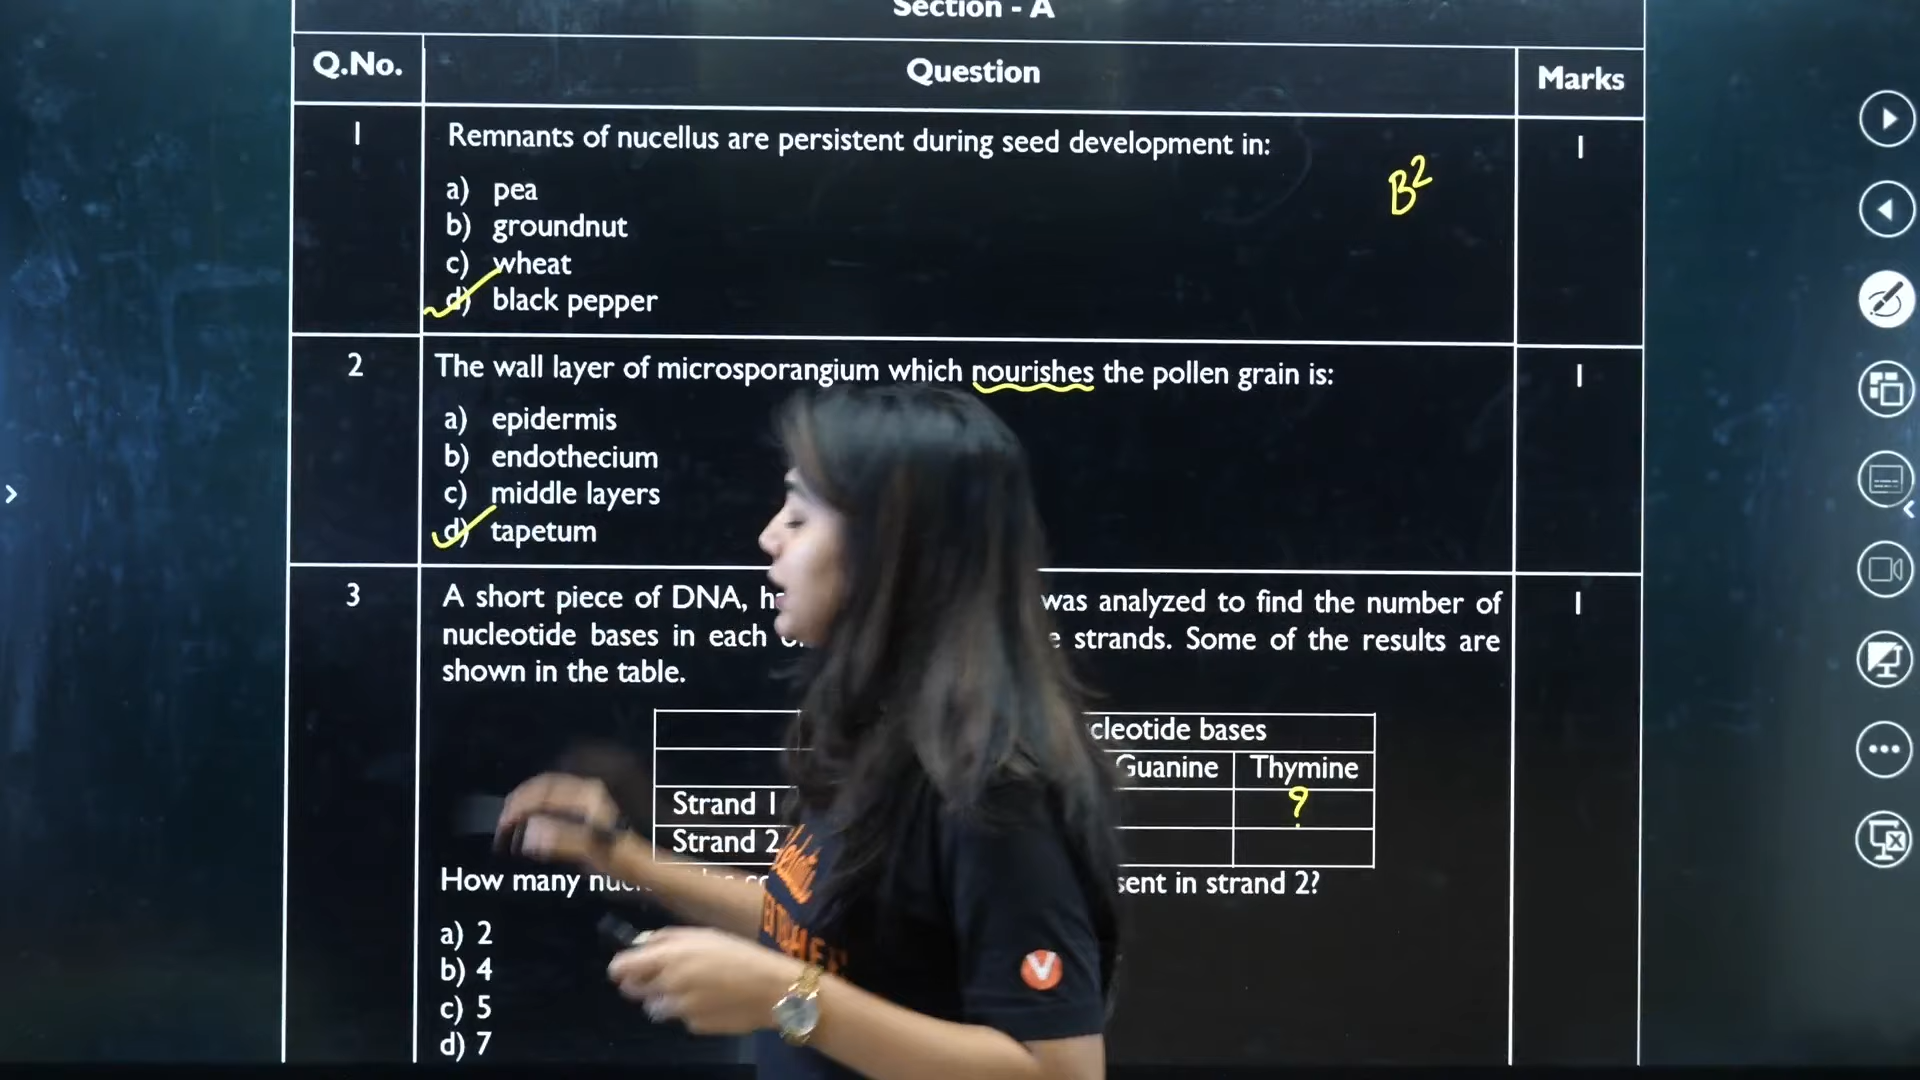 Section - A
Q.No. Question Marks
1 Remnants of nucellus are persistent during seed development in: 1
B²
a) pea
b) groundnut
c) wheat
d) black pepper
2 The wall layer of microsporangium which nourishes the pollen grain is: 1
a) epidermis
b) endothecium
c) middle layers
d) tapetum
3 A short piece of DNA, was analyzed to find the number of 1
nucleotide bases in each strands. Some of the results are
shown in the table.
bases
Guanine Thymine
Strand 1 ?
Strand 2
How many in strand 2?
a) 2
b) 4
c) 5
d) 7
V